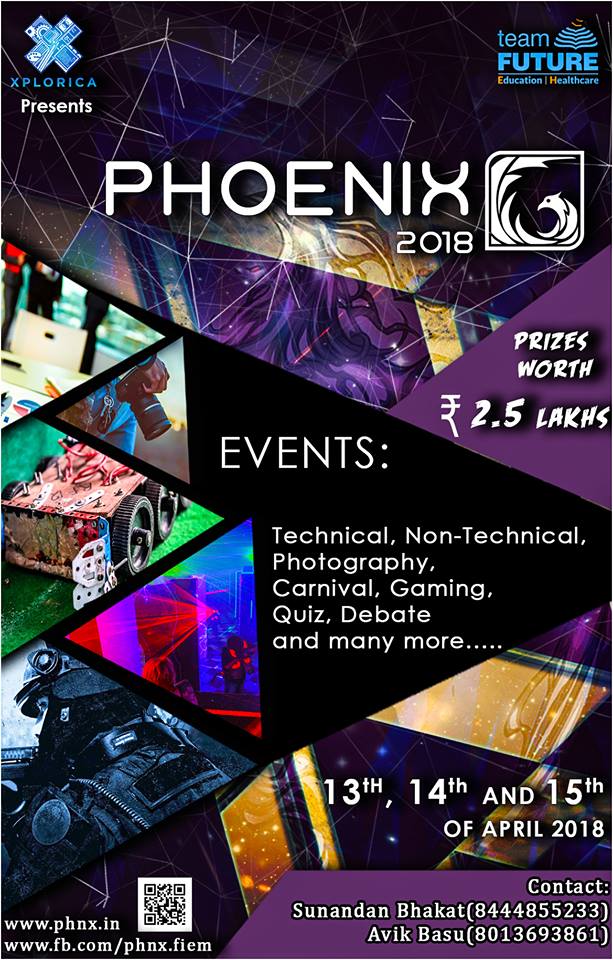 XPLORICA
Presents
team
FUTURE
Education | Healthcare
PHOENIX
2018
PRIZES
WORTH
₹ 2.5 LAKHS
EVENTS:
Technical, Non-Technical,
Photography,
Carnival, Gaming,
Quiz, Debate
and many more.....
13tH, 14th AND 15th
OF APRIL 2018
www.phnx.in
www.fb.com/phnx.fiem
Contact:
Sunandan Bhakat(8444855233)
Avik Basu(8013693861)